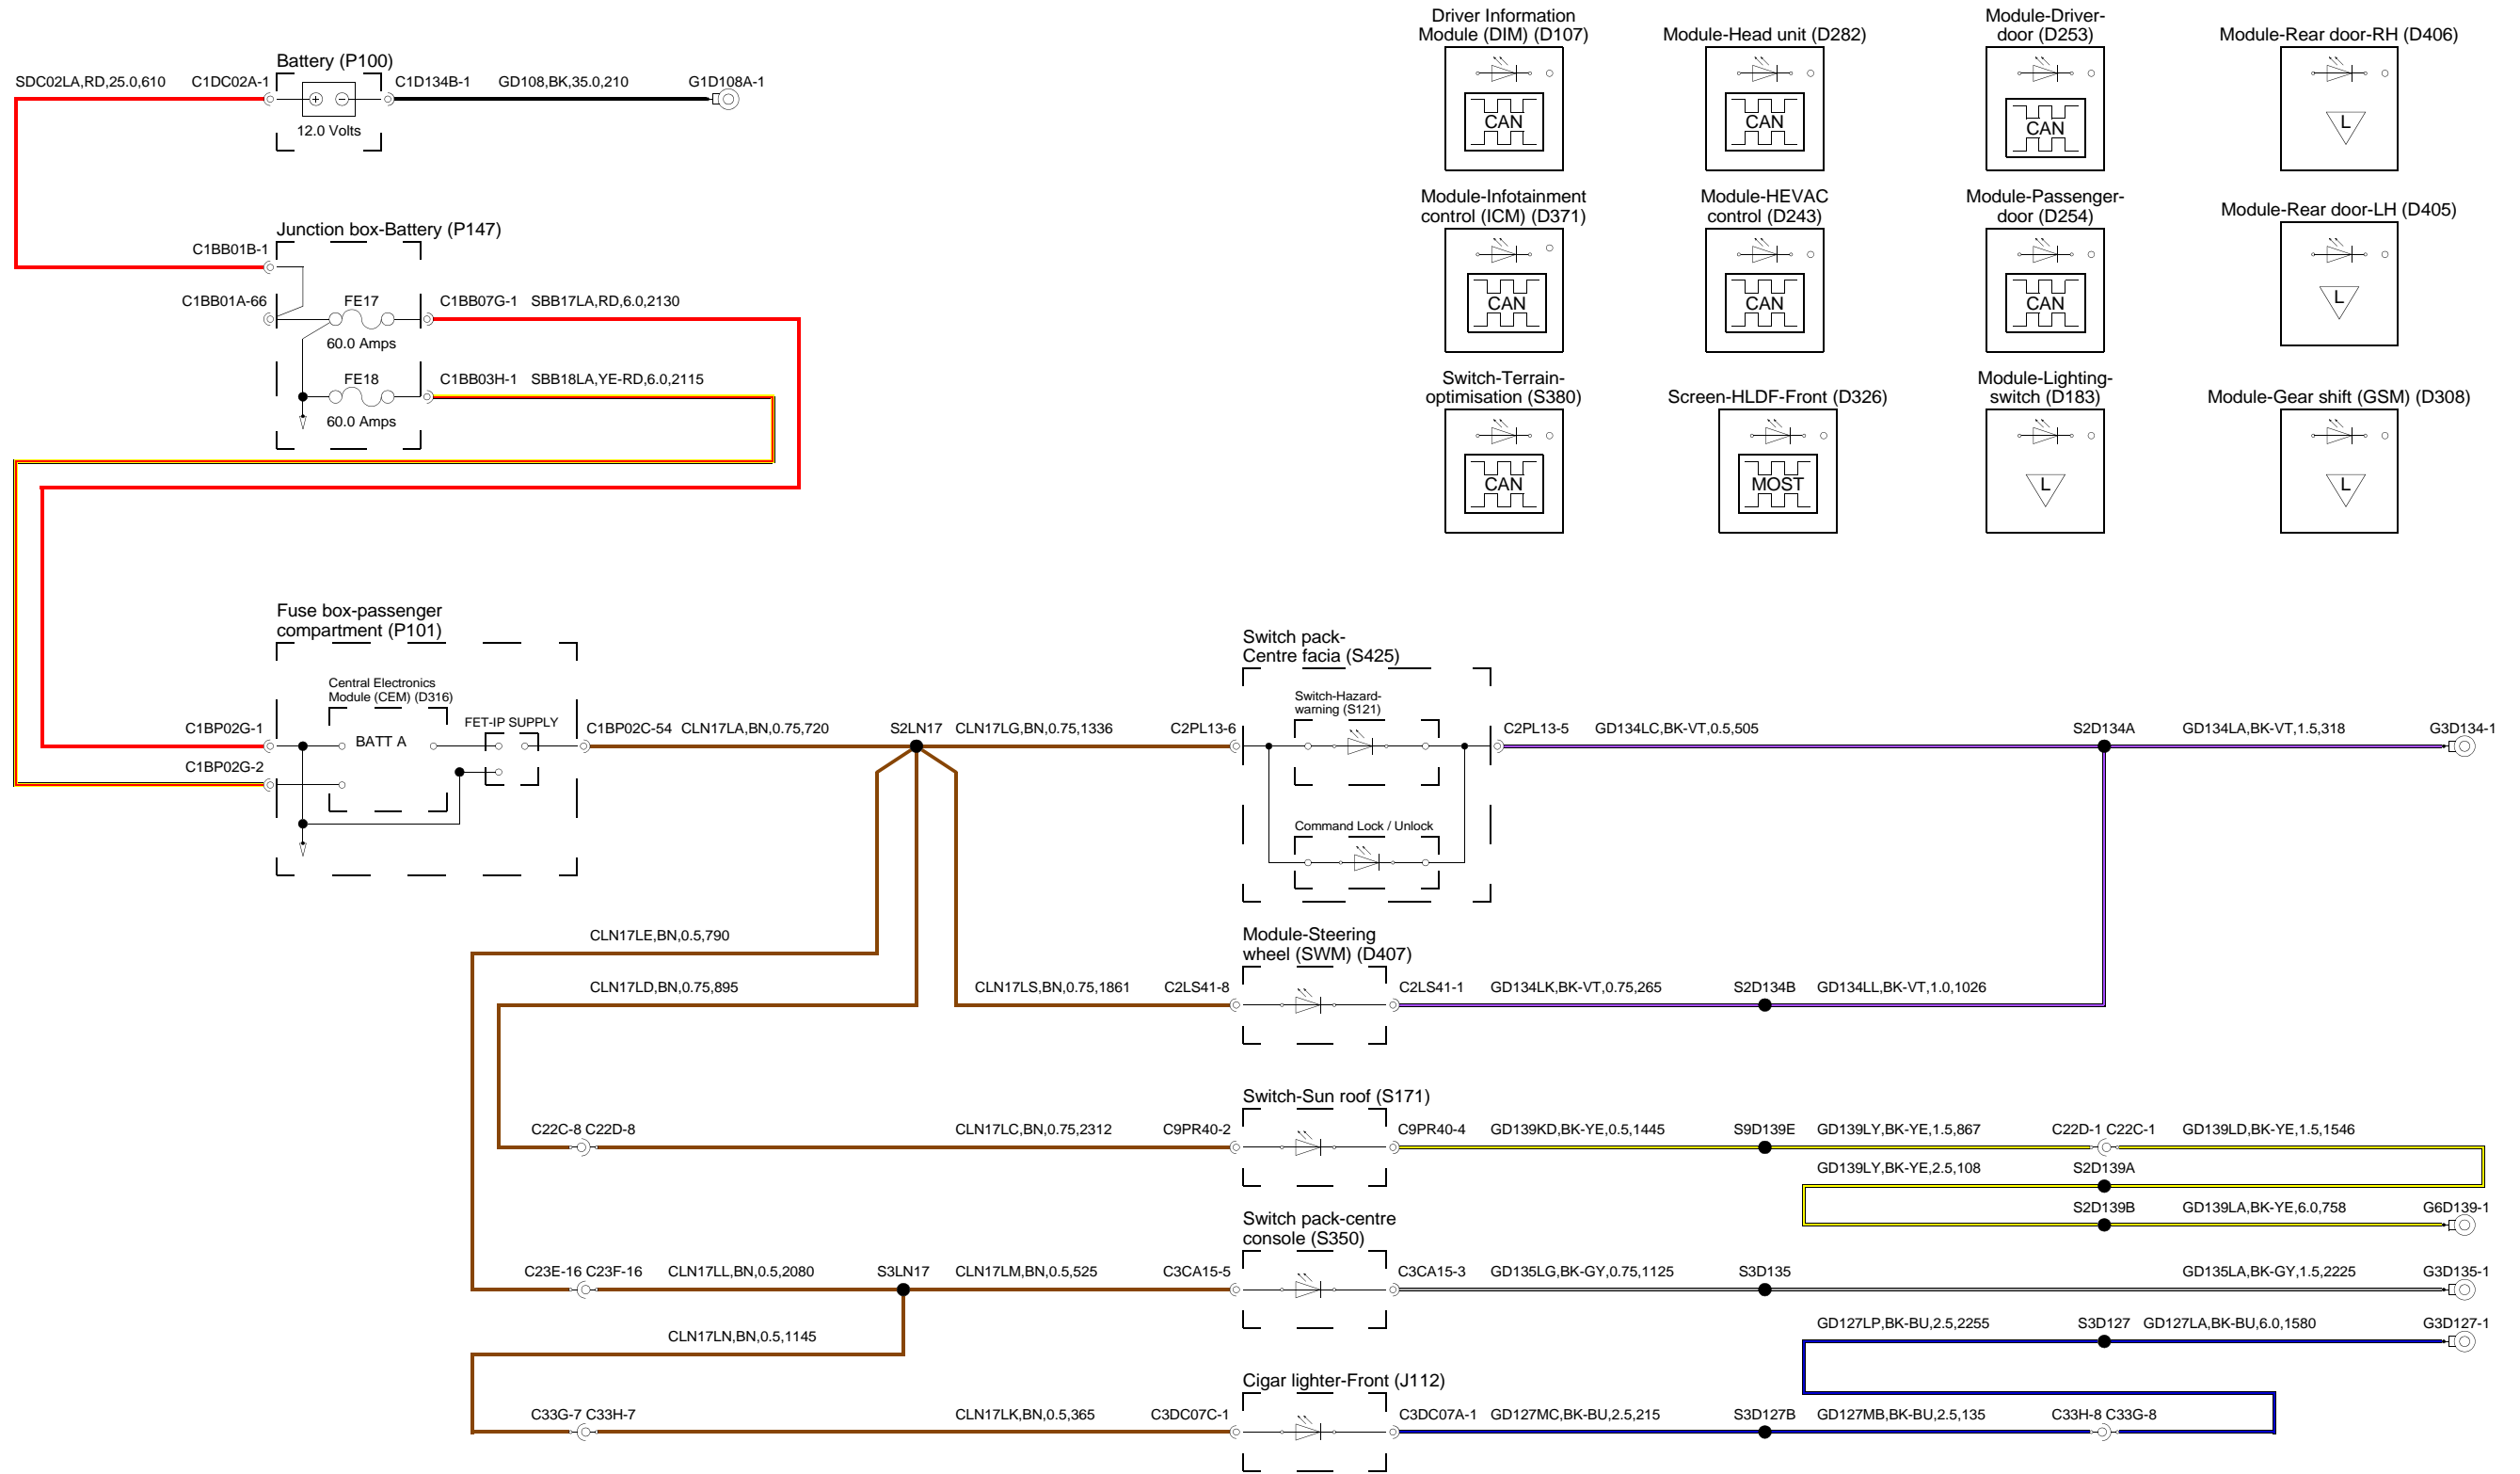 Driver Information
Module (DIM) (D107)
Module-Head unit (D282)
Module-Driver-
door (D253)
Module-Rear door-RH (D406)
CAN
CAN
CAN
L
Battery (P100)
SDC02LA,RD,25.0,610
C1DC02A-1
C1D134B-1
GD108,BK,35.0,210
G1D108A-1
12.0 Volts
Module-Infotainment
control (ICM) (D371)
Module-HEVAC
control (D243)
Module-Passenger-
door (D254)
Module-Rear door-LH (D405)
CAN
CAN
CAN
L
Junction box-Battery (P147)
C1BB01B-1
C1BB01A-66
FE17
C1BB07G-1
SBB17LA,RD,6.0,2130
60.0 Amps
FE18
C1BB03H-1
SBB18LA,YE-RD,6.0,2115
60.0 Amps
Switch-Terrain-
optimisation (S380)
Screen-HLDF-Front (D326)
Module-Lighting-
switch (D183)
Module-Gear shift (GSM) (D308)
CAN
MOST
L
L
Fuse box-passenger
compartment (P101)
Central Electronics
Module (CEM) (D316)
FET-IP SUPPLY
BATT A
C1BP02G-1
C1BP02G-2
C1BP02C-54
CLN17LA,BN,0.75,720
S2LN17
CLN17LG,BN,0.75,1336
C2PL13-6
Switch pack-
Centre facia (S425)
Switch-Hazard-
warning (S121)
Command Lock / Unlock
C2PL13-5
GD134LC,BK-VT,0.5,505
S2D134A
GD134LA,BK-VT,1.5,318
G3D134-1
CLN17LE,BN,0.5,790
CLN17LD,BN,0.75,895
CLN17LS,BN,0.75,1861
C2LS41-8
Module-Steering
wheel (SWM) (D407)
C2LS41-1
GD134LK,BK-VT,0.75,265
S2D134B
GD134LL,BK-VT,1.0,1026
Switch-Sun roof (S171)
C22C-8 C22D-8
CLN17LC,BN,0.75,2312
C9PR40-2
C9PR40-4
GD139KD,BK-YE,0.5,1445
S9D139E
GD139LY,BK-YE,1.5,867
C22D-1 C22C-1
GD139LD,BK-YE,1.5,1546
GD139LY,BK-YE,2.5,108
S2D139A
S2D139B
GD139LA,BK-YE,6.0,758
G6D139-1
Switch pack-centre
console (S350)
C23E-16 C23F-16
CLN17LL,BN,0.5,2080
S3LN17
CLN17LM,BN,0.5,525
C3CA15-5
C3CA15-3
GD135LG,BK-GY,0.75,1125
S3D135
GD135LA,BK-GY,1.5,2225
G3D135-1
CLN17LN,BN,0.5,1145
GD127LP,BK-BU,2.5,2255
S3D127
GD127LA,BK-BU,6.0,1580
G3D127-1
Cigar lighter-Front (J112)
C33G-7 C33H-7
CLN17LK,BN,0.5,365
C3DC07C-1
C3DC07A-1
GD127MC,BK-BU,2.5,215
S3D127B
GD127MB,BK-BU,2.5,135
C33H-8 C33G-8